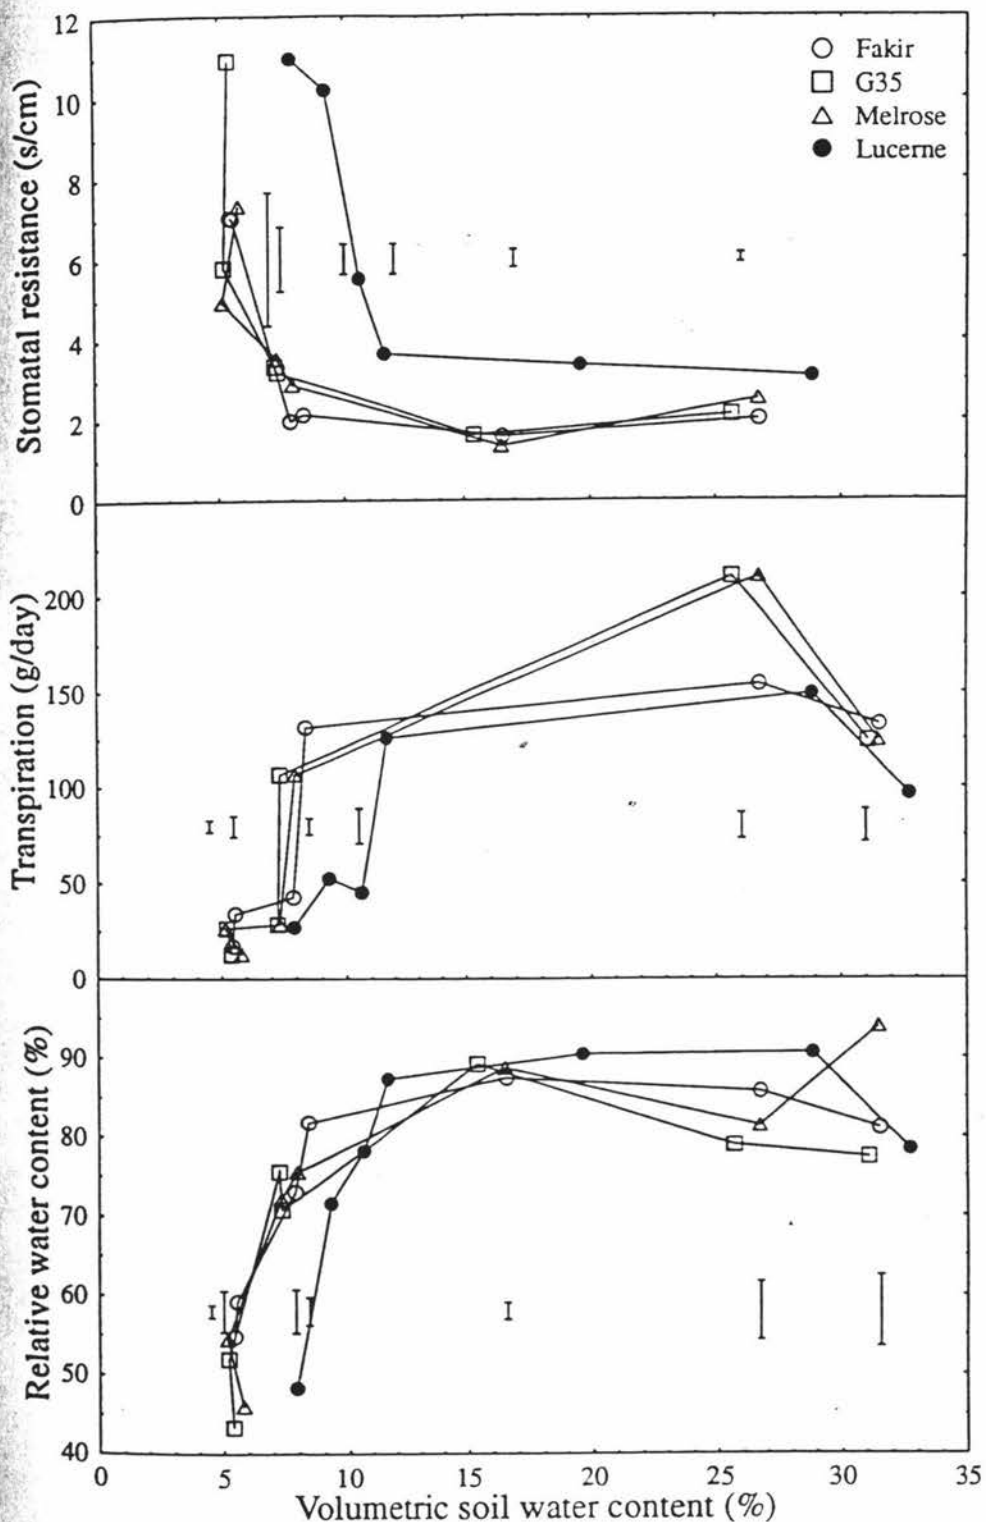 Stomatal resistance (s/cm)
12
10
8
6
4
2
0
Fakir
G35
Melrose
Lucerne
Transpiration (g/day)
200
150
100
50
0
Relative water content (%)
90
80
70
60
50
40
0 5 10 15 20 25 30 35
Volumetric soil water content (%)